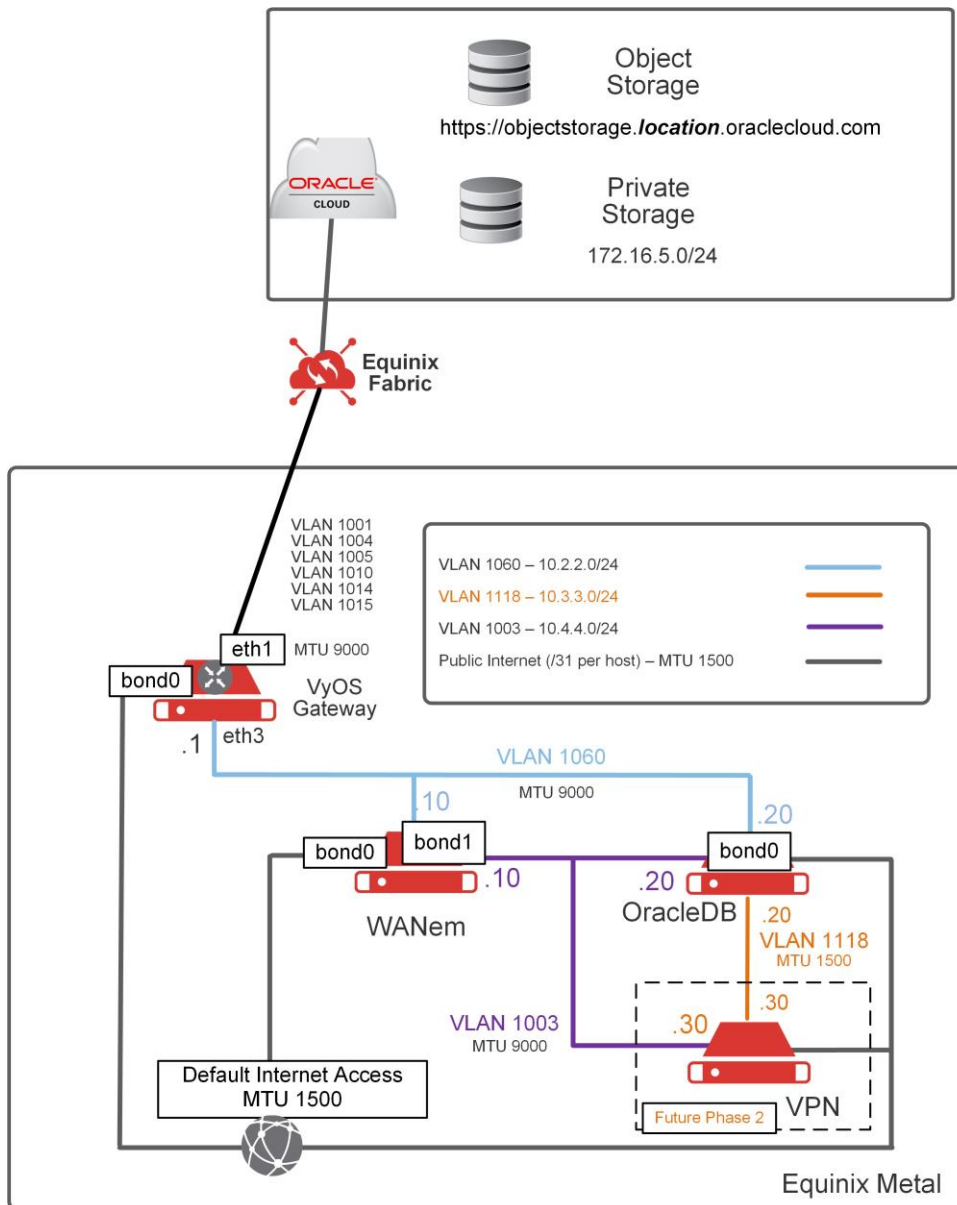 Object
Storage
https://objectstorage.location.oraclecloud.com
ORACLE
CLOUD
Private
Storage
172.16.5.0/24
Equinix
Fabric
VLAN 1001
VLAN 1004
VLAN 1005
VLAN 1010
VLAN 1014
VLAN 1015
VLAN 1060 – 10.2.2.0/24
VLAN 1118 – 10.3.3.0/24
VLAN 1003 – 10.4.4.0/24
Public Internet (/31 per host) – MTU 1500
eth1
MTU 9000
bond0
VyOS
Gateway
.1
eth3
VLAN 1060
MTU 9000
.10
.20
bond0
bond1
bond0
.10
.20
WANem
OracleDB
.20
VLAN 1118
MTU 1500
.30
VLAN 1003
MTU 9000
.30
Default Internet Access
MTU 1500
VPN
Future Phase 2
Equinix Metal